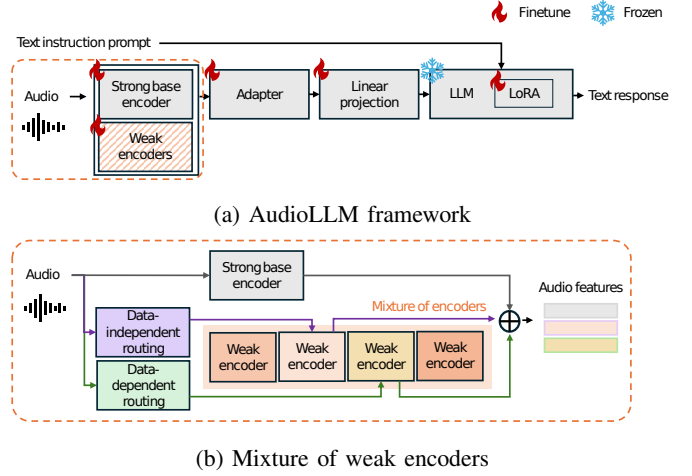 Finetune
Frozen
Text instruction prompt
Audio
Strong base
encoder
Weak
encoders
Adapter
Linear
projection
LLM
LoRA
Text response
(a) AudioLLM framework
Audio
Strong base
encoder
Mixture of encoders
Audio features
Data-
independent
routing
Data-
dependent
routing
Weak
encoder
Weak
encoder
Weak
encoder
Weak
encoder
(b) Mixture of weak encoders